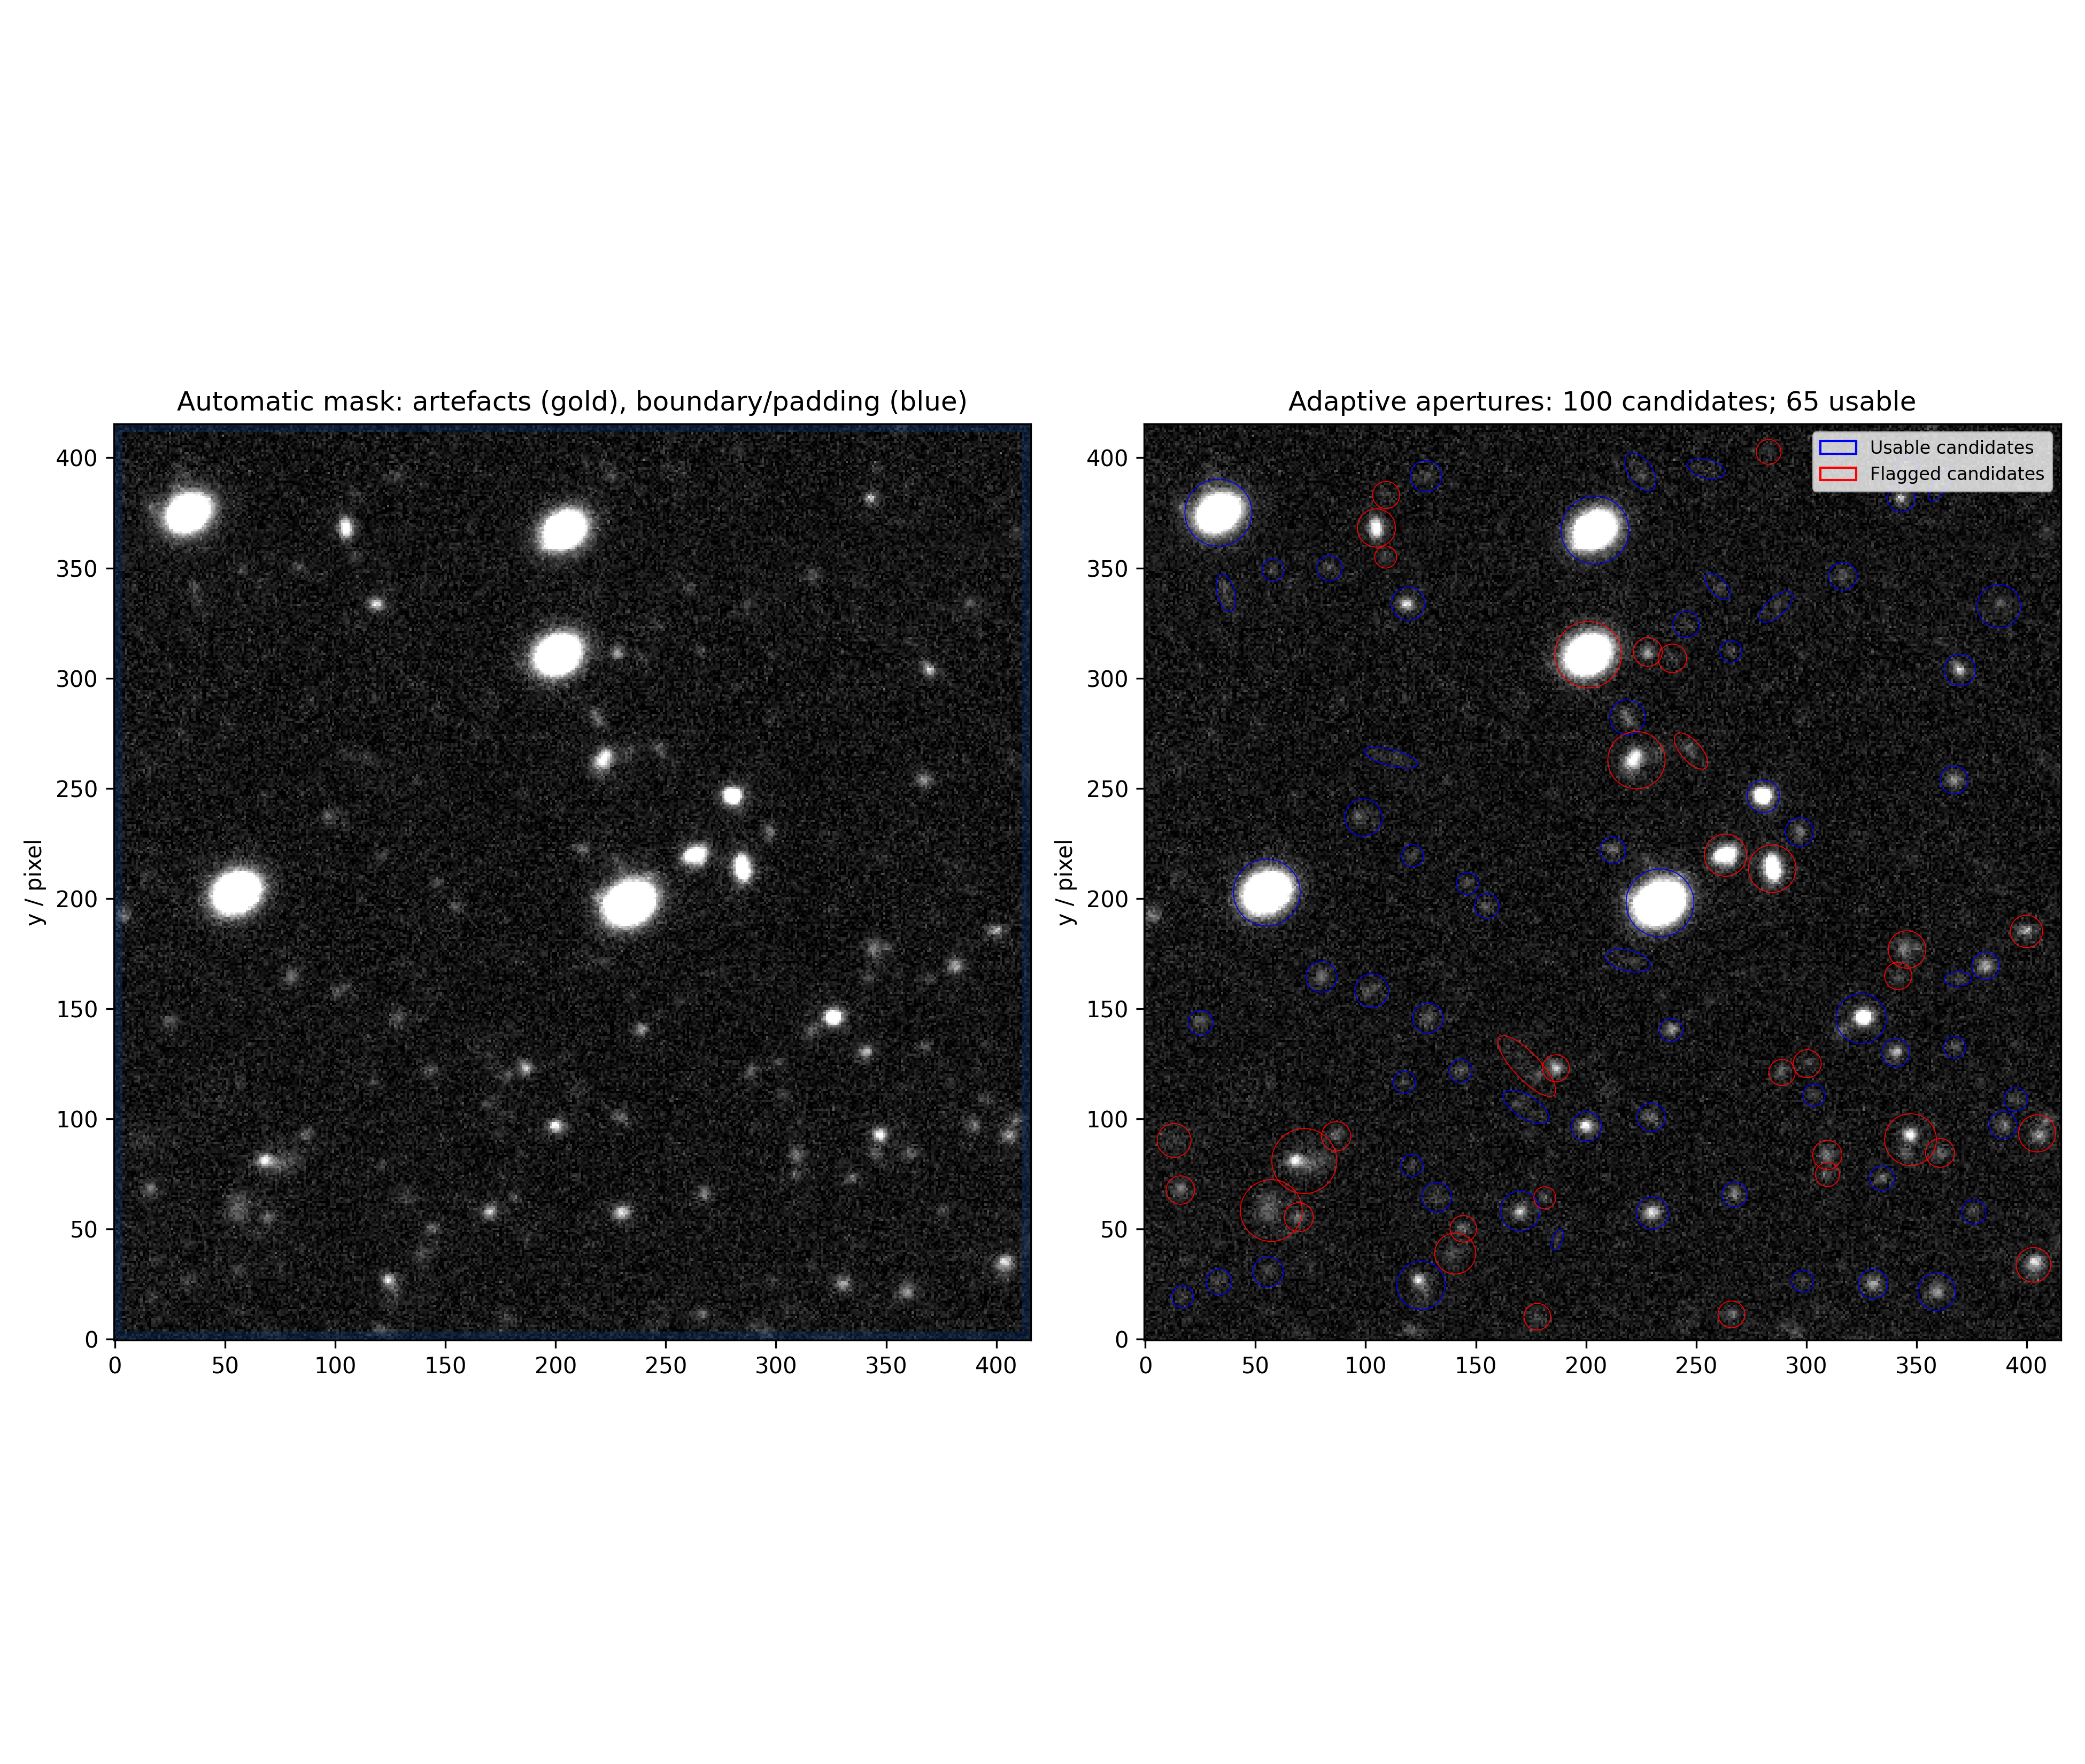 Automatic mask: artefacts (gold), boundary/padding (blue)
y / pixel
400
350
300
250
200
150
100
50
0
0 50 100 150 200 250 300 350 400
Adaptive apertures: 100 candidates; 65 usable
Usable candidates
Flagged candidates
y / pixel
400
350
300
250
200
150
100
50
0
0 50 100 150 200 250 300 350 400